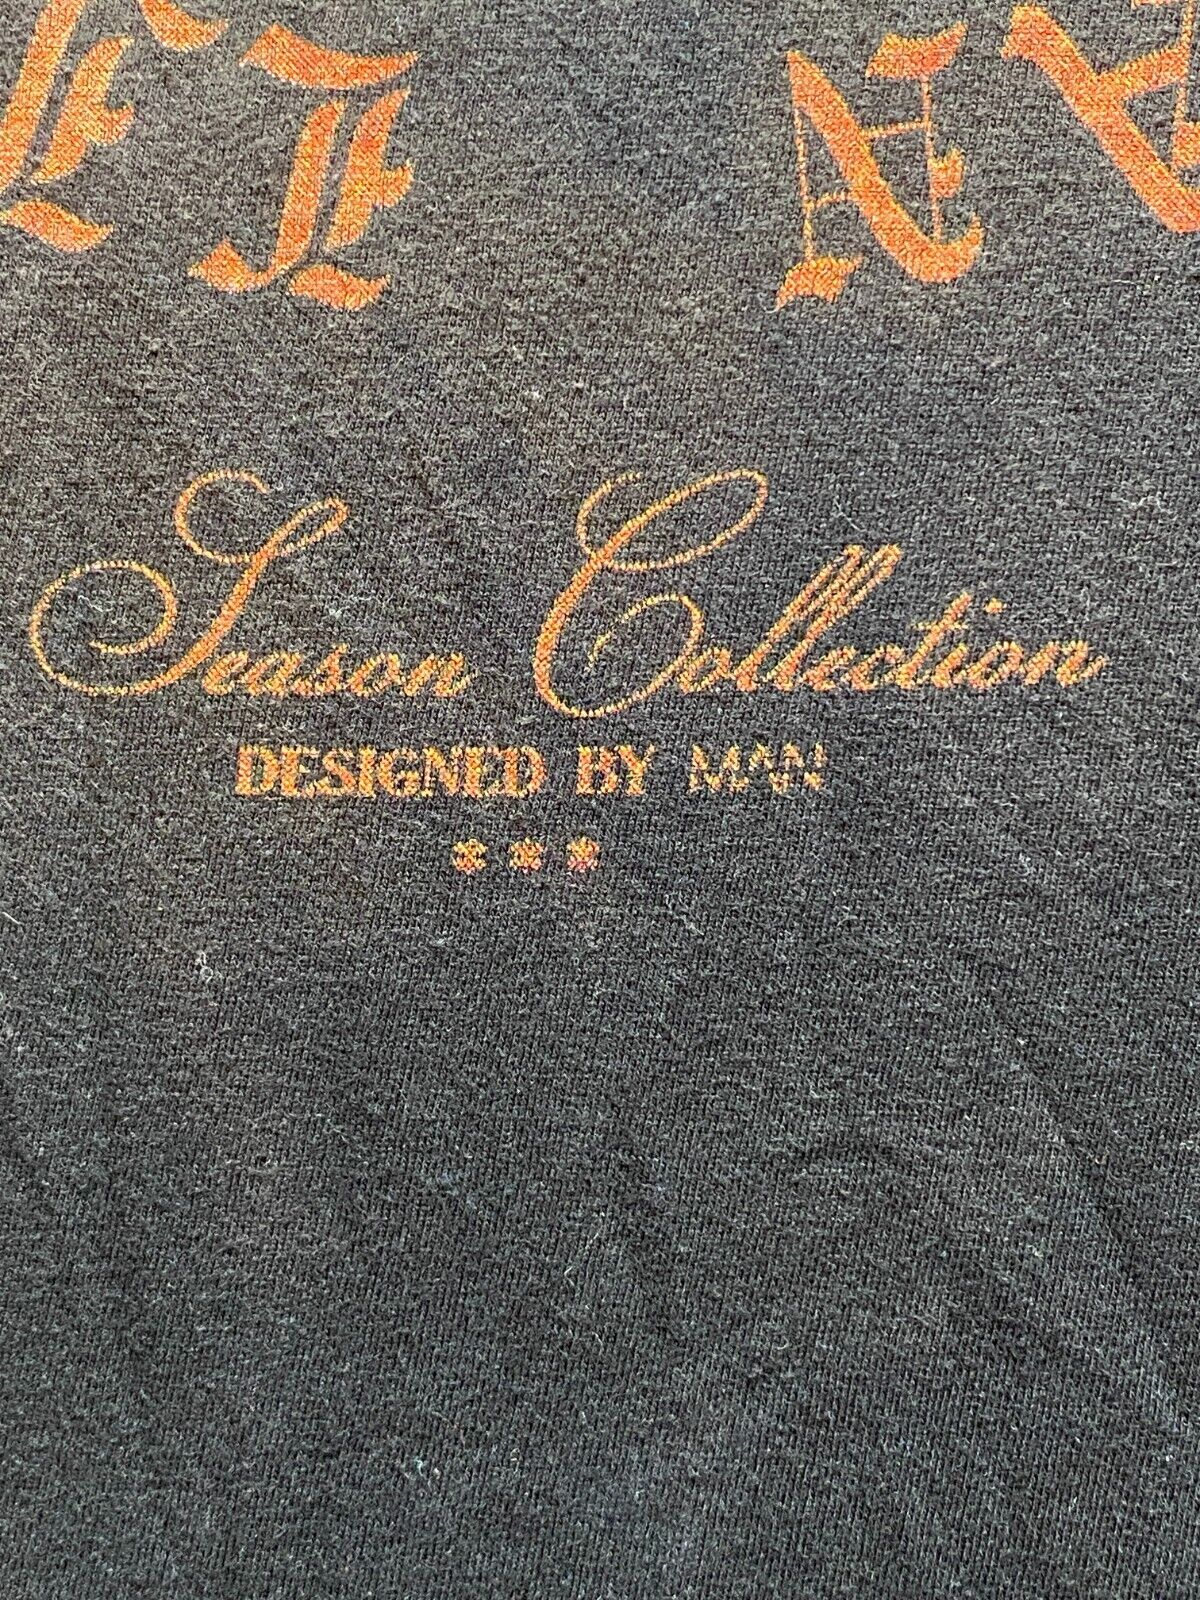 Season Collection
DESIGNED BY MAN
***